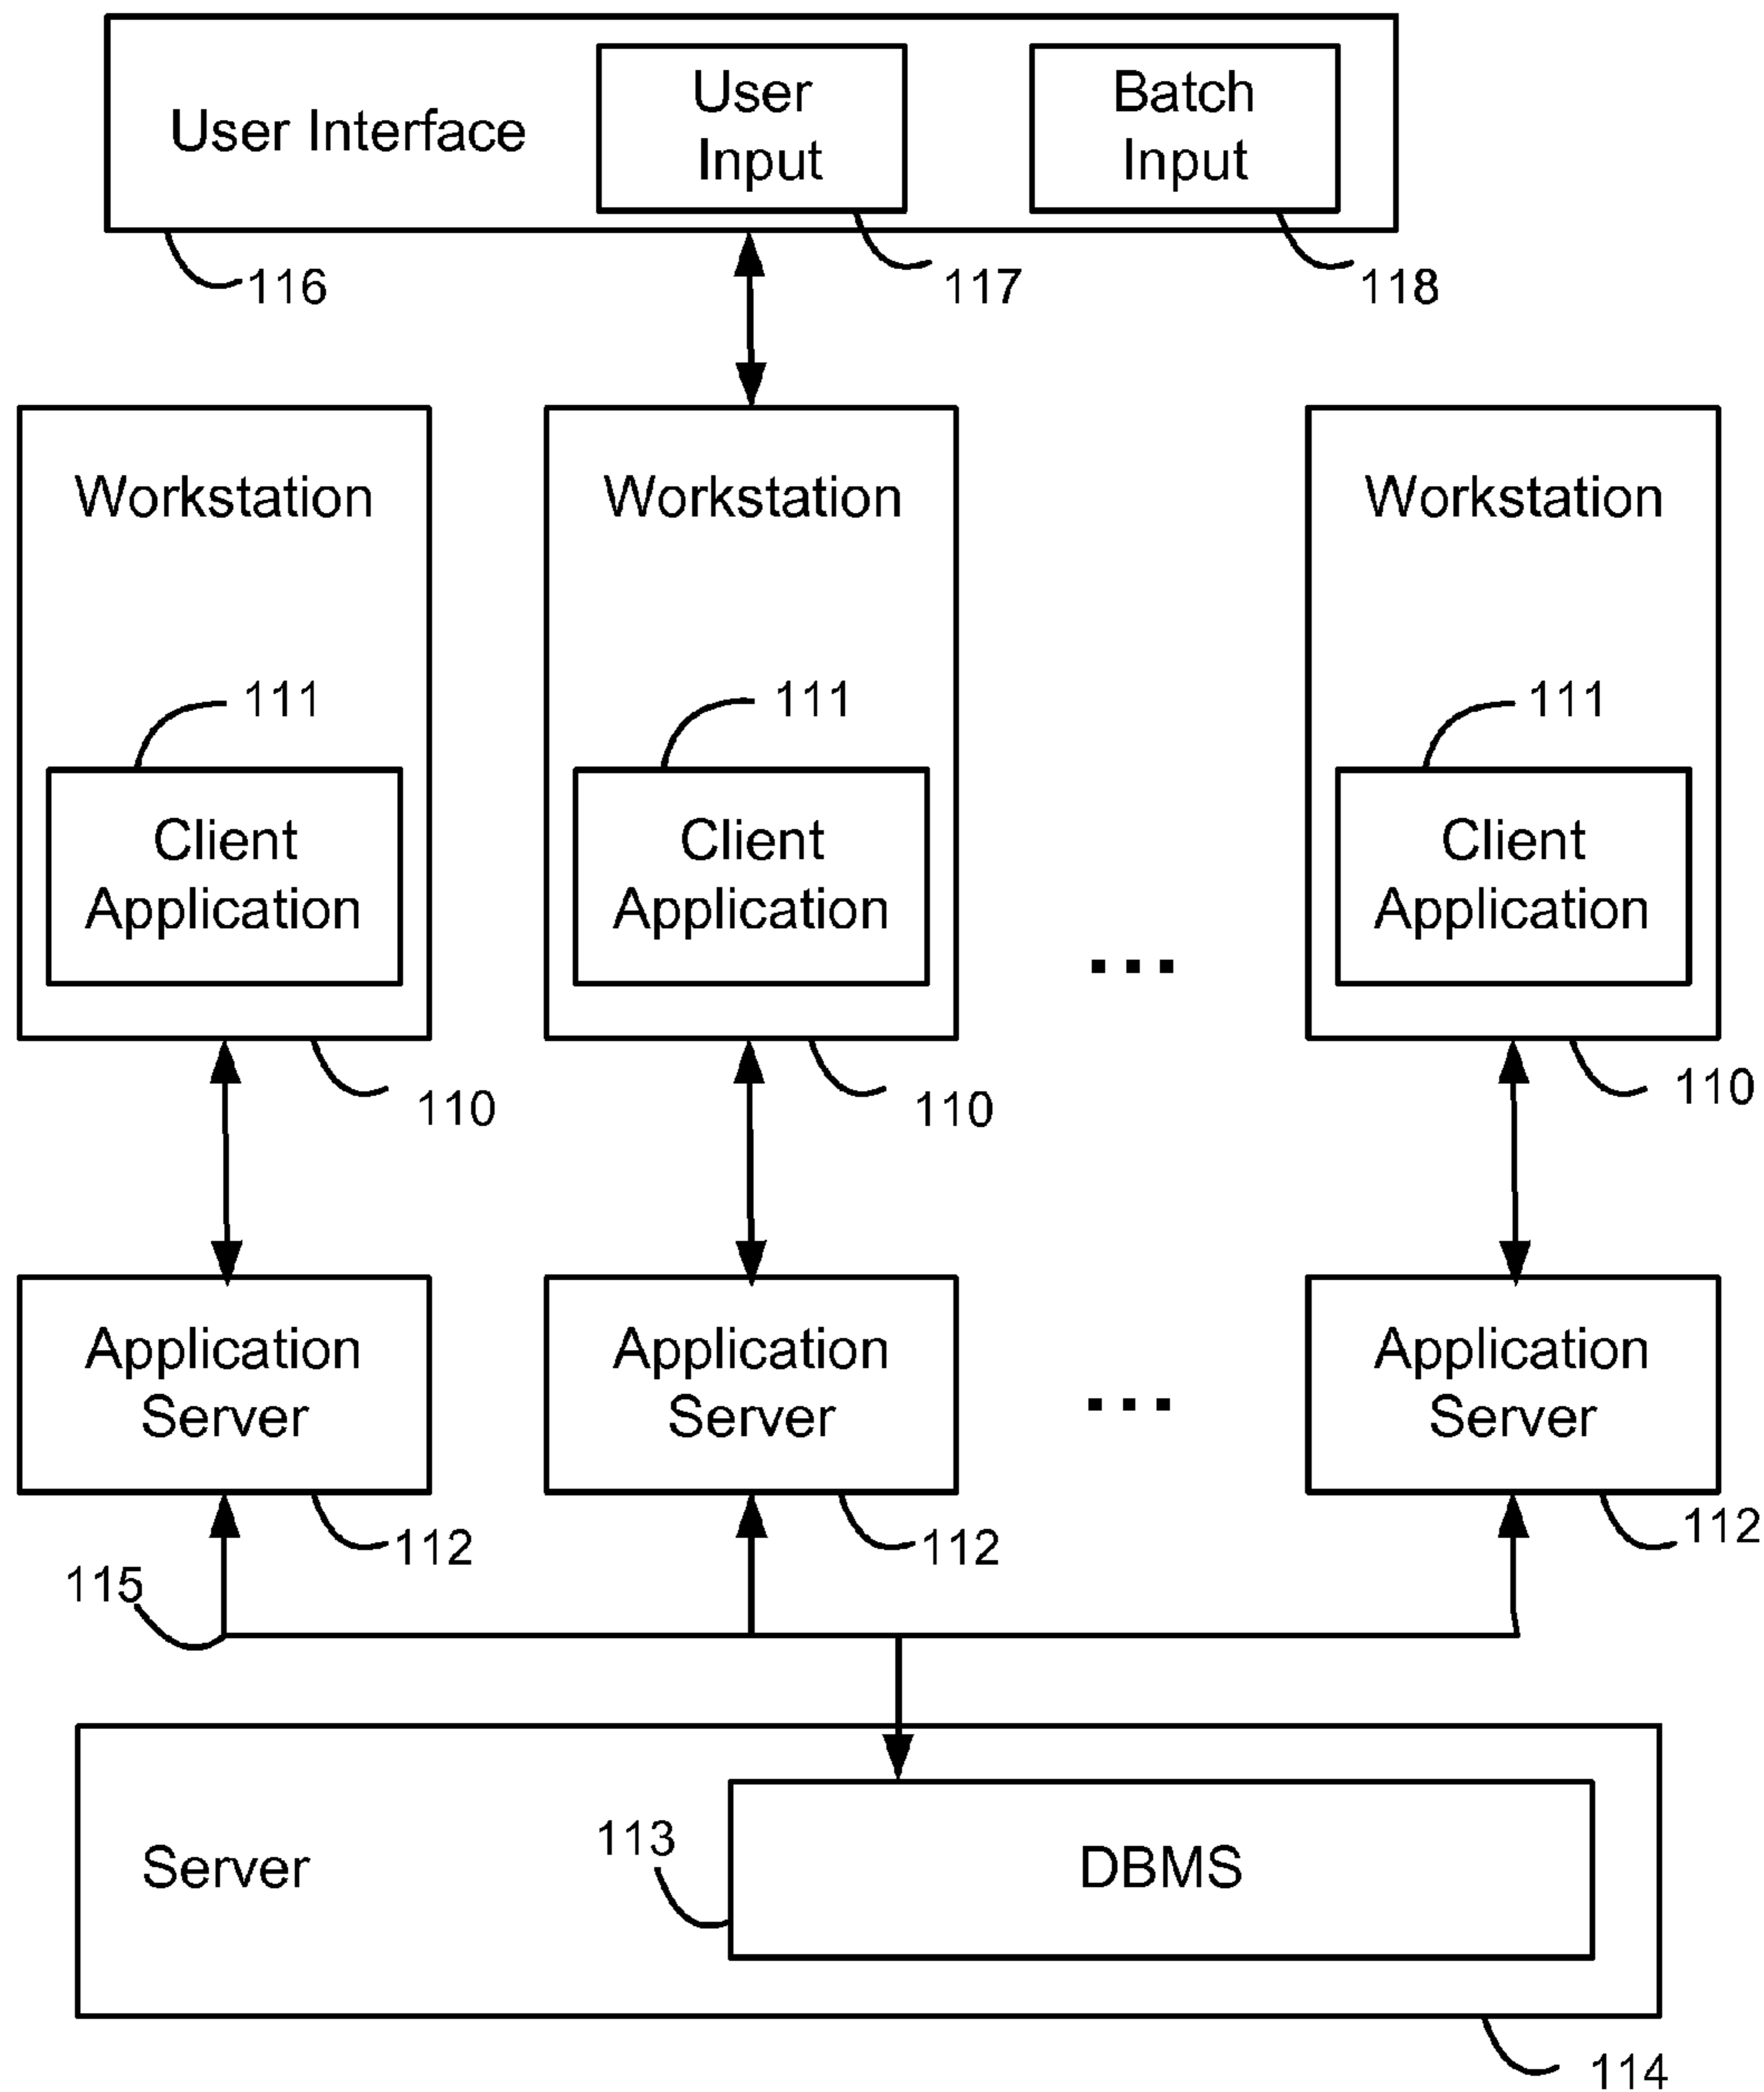 User Interface
User
Input
Batch
Input
116
117
118
Workstation
Workstation
Workstation
111
111
111
Client
Application
Client
Application
Client
Application
...
110
110
110
Application
Server
Application
Server
...
Application
Server
112
112
112
115
113
Server
DBMS
114